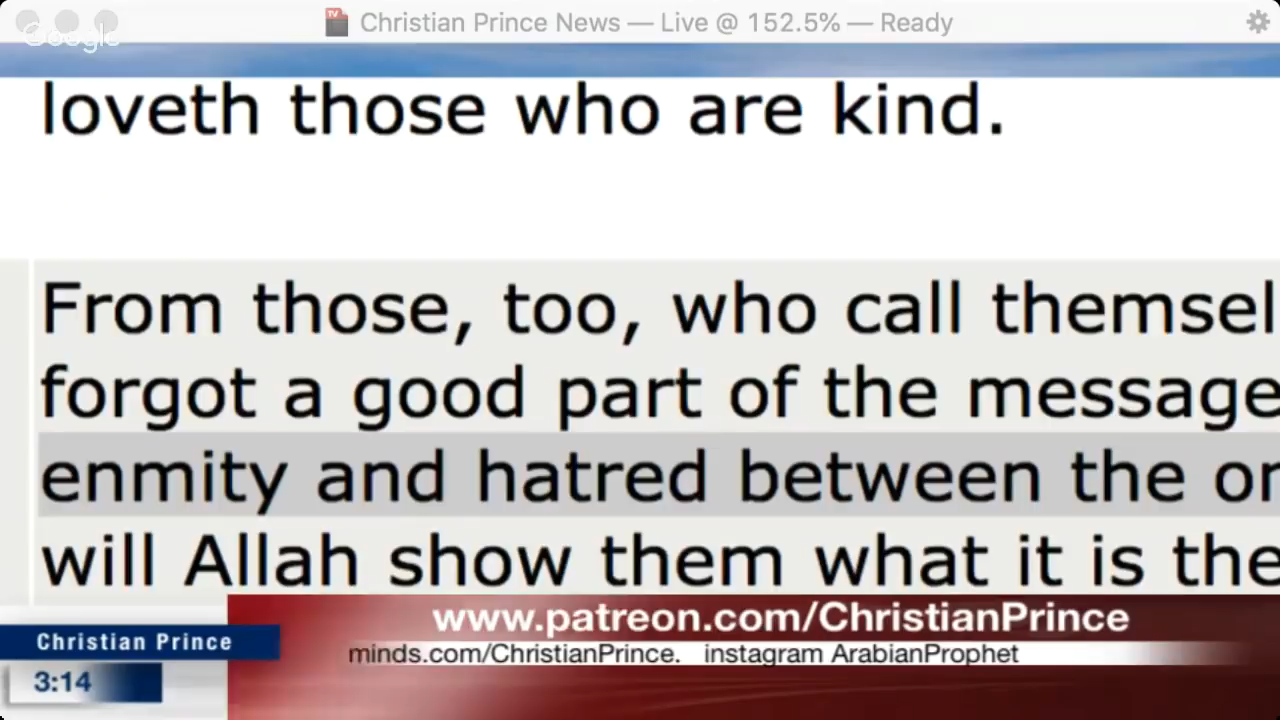 Christian Prince News — Live @ 152.5% — Ready
Google
loveth those who are kind.
From those, too, who call themsel
forgot a good part of the message
enmity and hatred between the or
will Allah show them what it is the
www.patreon.com/ChristianPrince
Christian Prince
minds.com/ChristianPrince. instagram ArabianProphet
3:14